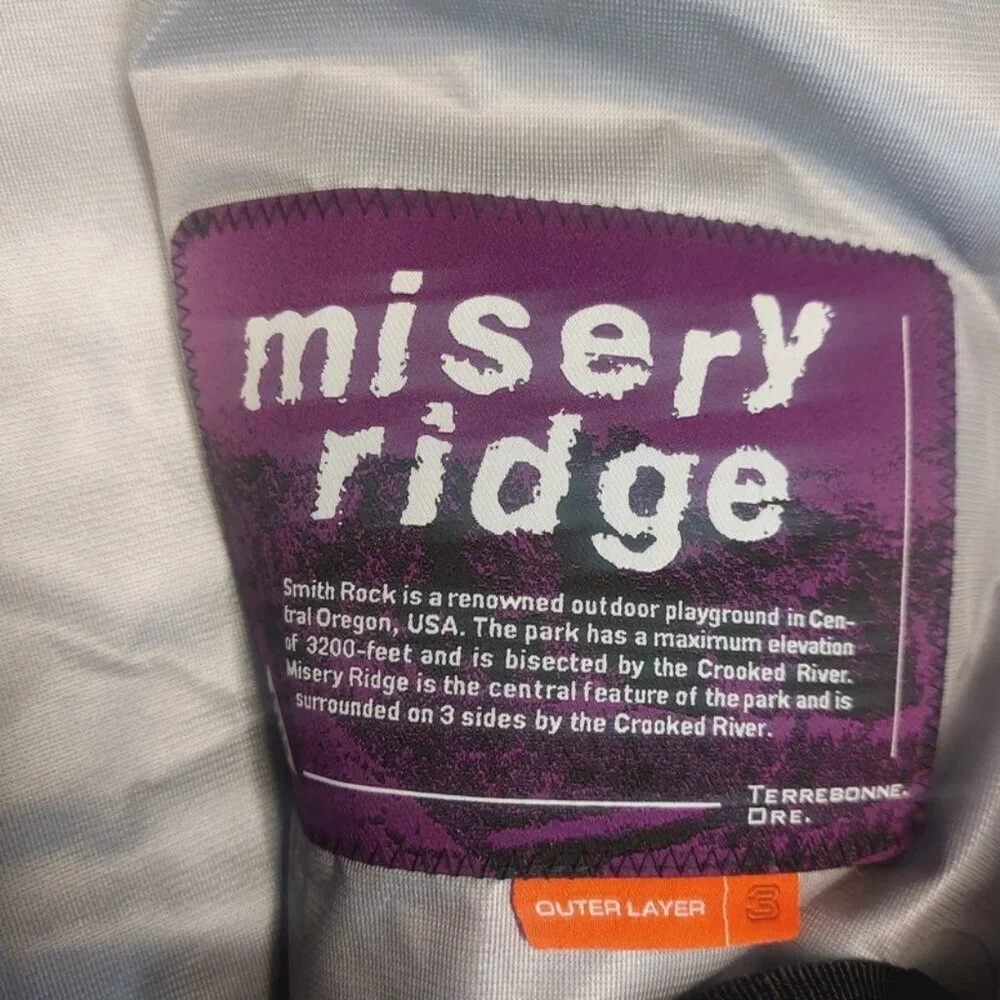 misery
ridge
Smith Rock is a renowned outdoor playground in Cen-
tral Oregon, USA. The park has a maximum elevation
of 3200-feet and is bisected by the Crooked River.
Misery Ridge is the central feature of the park and is
surrounded on 3 sides by the Crooked River.
TERREBONNE.
ORE.
OUTER LAYER 3